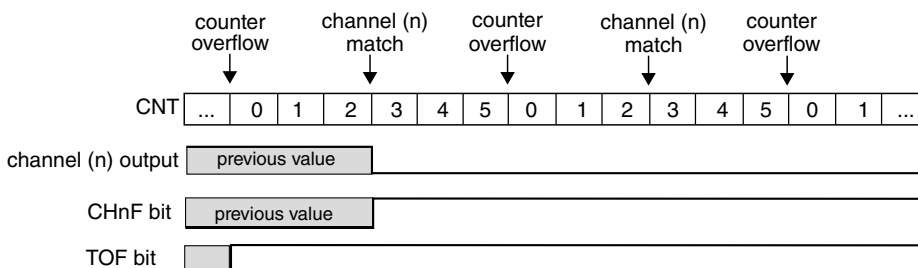 counter overflow
channel (n) match
counter overflow
channel (n) match
counter overflow
CNT ... 0 1 2 3 4 5 0 1 2 3 4 5 0 1 ...
channel (n) output previous value
CHnF bit previous value
TOF bit